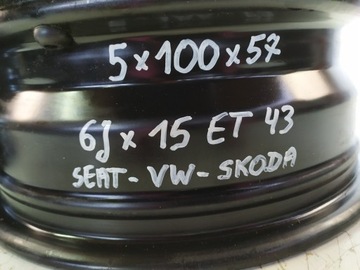 5x100x57
6J x 15 ET 43
SEAT - VW - SKODA